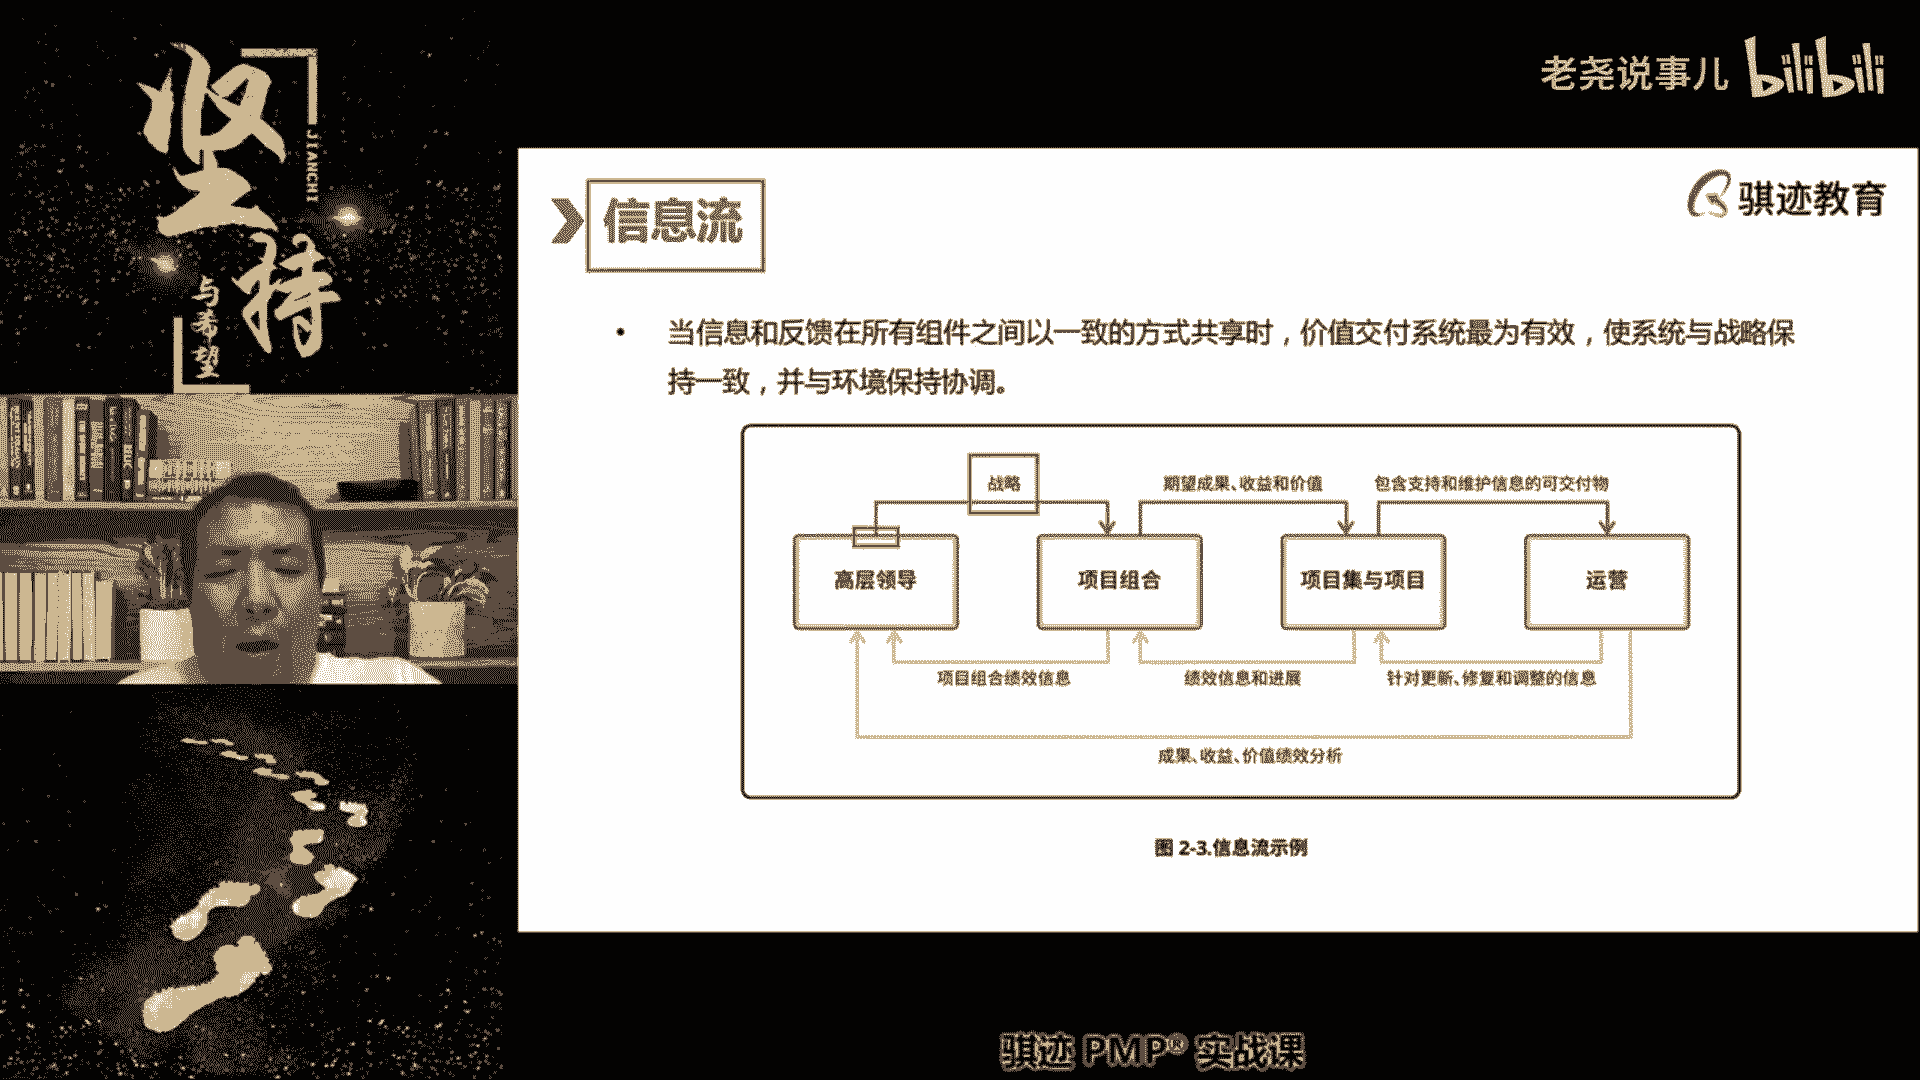 坚持
JIANCHI
与希望
老尧说事儿 bilibili
信息流
骐迹教育
• 当信息和反馈在所有组件之间以一致的方式共享时，价值交付系统最为有效，使系统与战略保
持一致，并与环境保持协调。
战略
期望成果、收益和价值
包含支持和维护信息的可交付物
高层领导
项目组合
项目集与项目
运营
项目组合绩效信息
绩效信息和进展
针对更新、修复和调整的信息
成果、收益、价值绩效分析
图 2-3.信息流示例
骐迹 PMP® 实战课